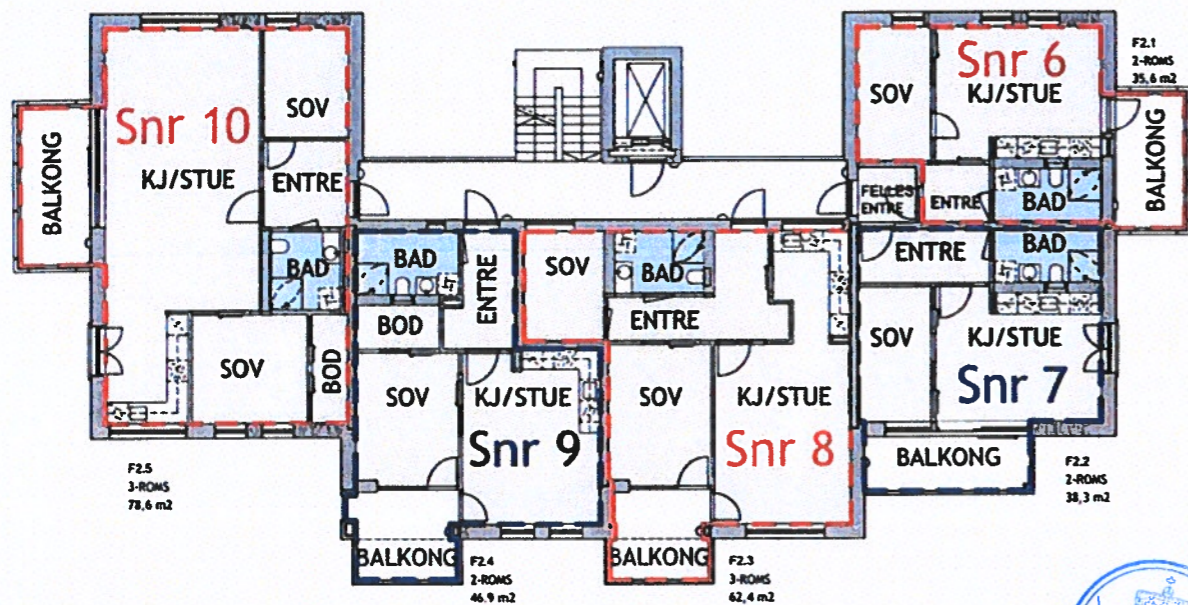 Snr 10
BALKONG
KJ/STUE
SOV
ENTRE
BAD
SOV
BOD
F2.5
3-ROMS
78,6 m2
BAD
BOD
ENTRE
SOV
KJ/STUE
Snr 9
BALKONG
F2.4
2-ROMS
46.9 m2
SOV
BAD
ENTRE
SOV
KJ/STUE
Snr 8
BALKONG
F2.3
3-ROMS
62,4 m2
Snr 6
SOV
KJ/STUE
F2.1
2-ROMS
35,6 m2
BALKONG
FELLES
ENTRE
ENTRE
BAD
ENTRE
BAD
SOV
KJ/STUE
Snr 7
BALKONG
F2.2
2-ROMS
38,3 m2